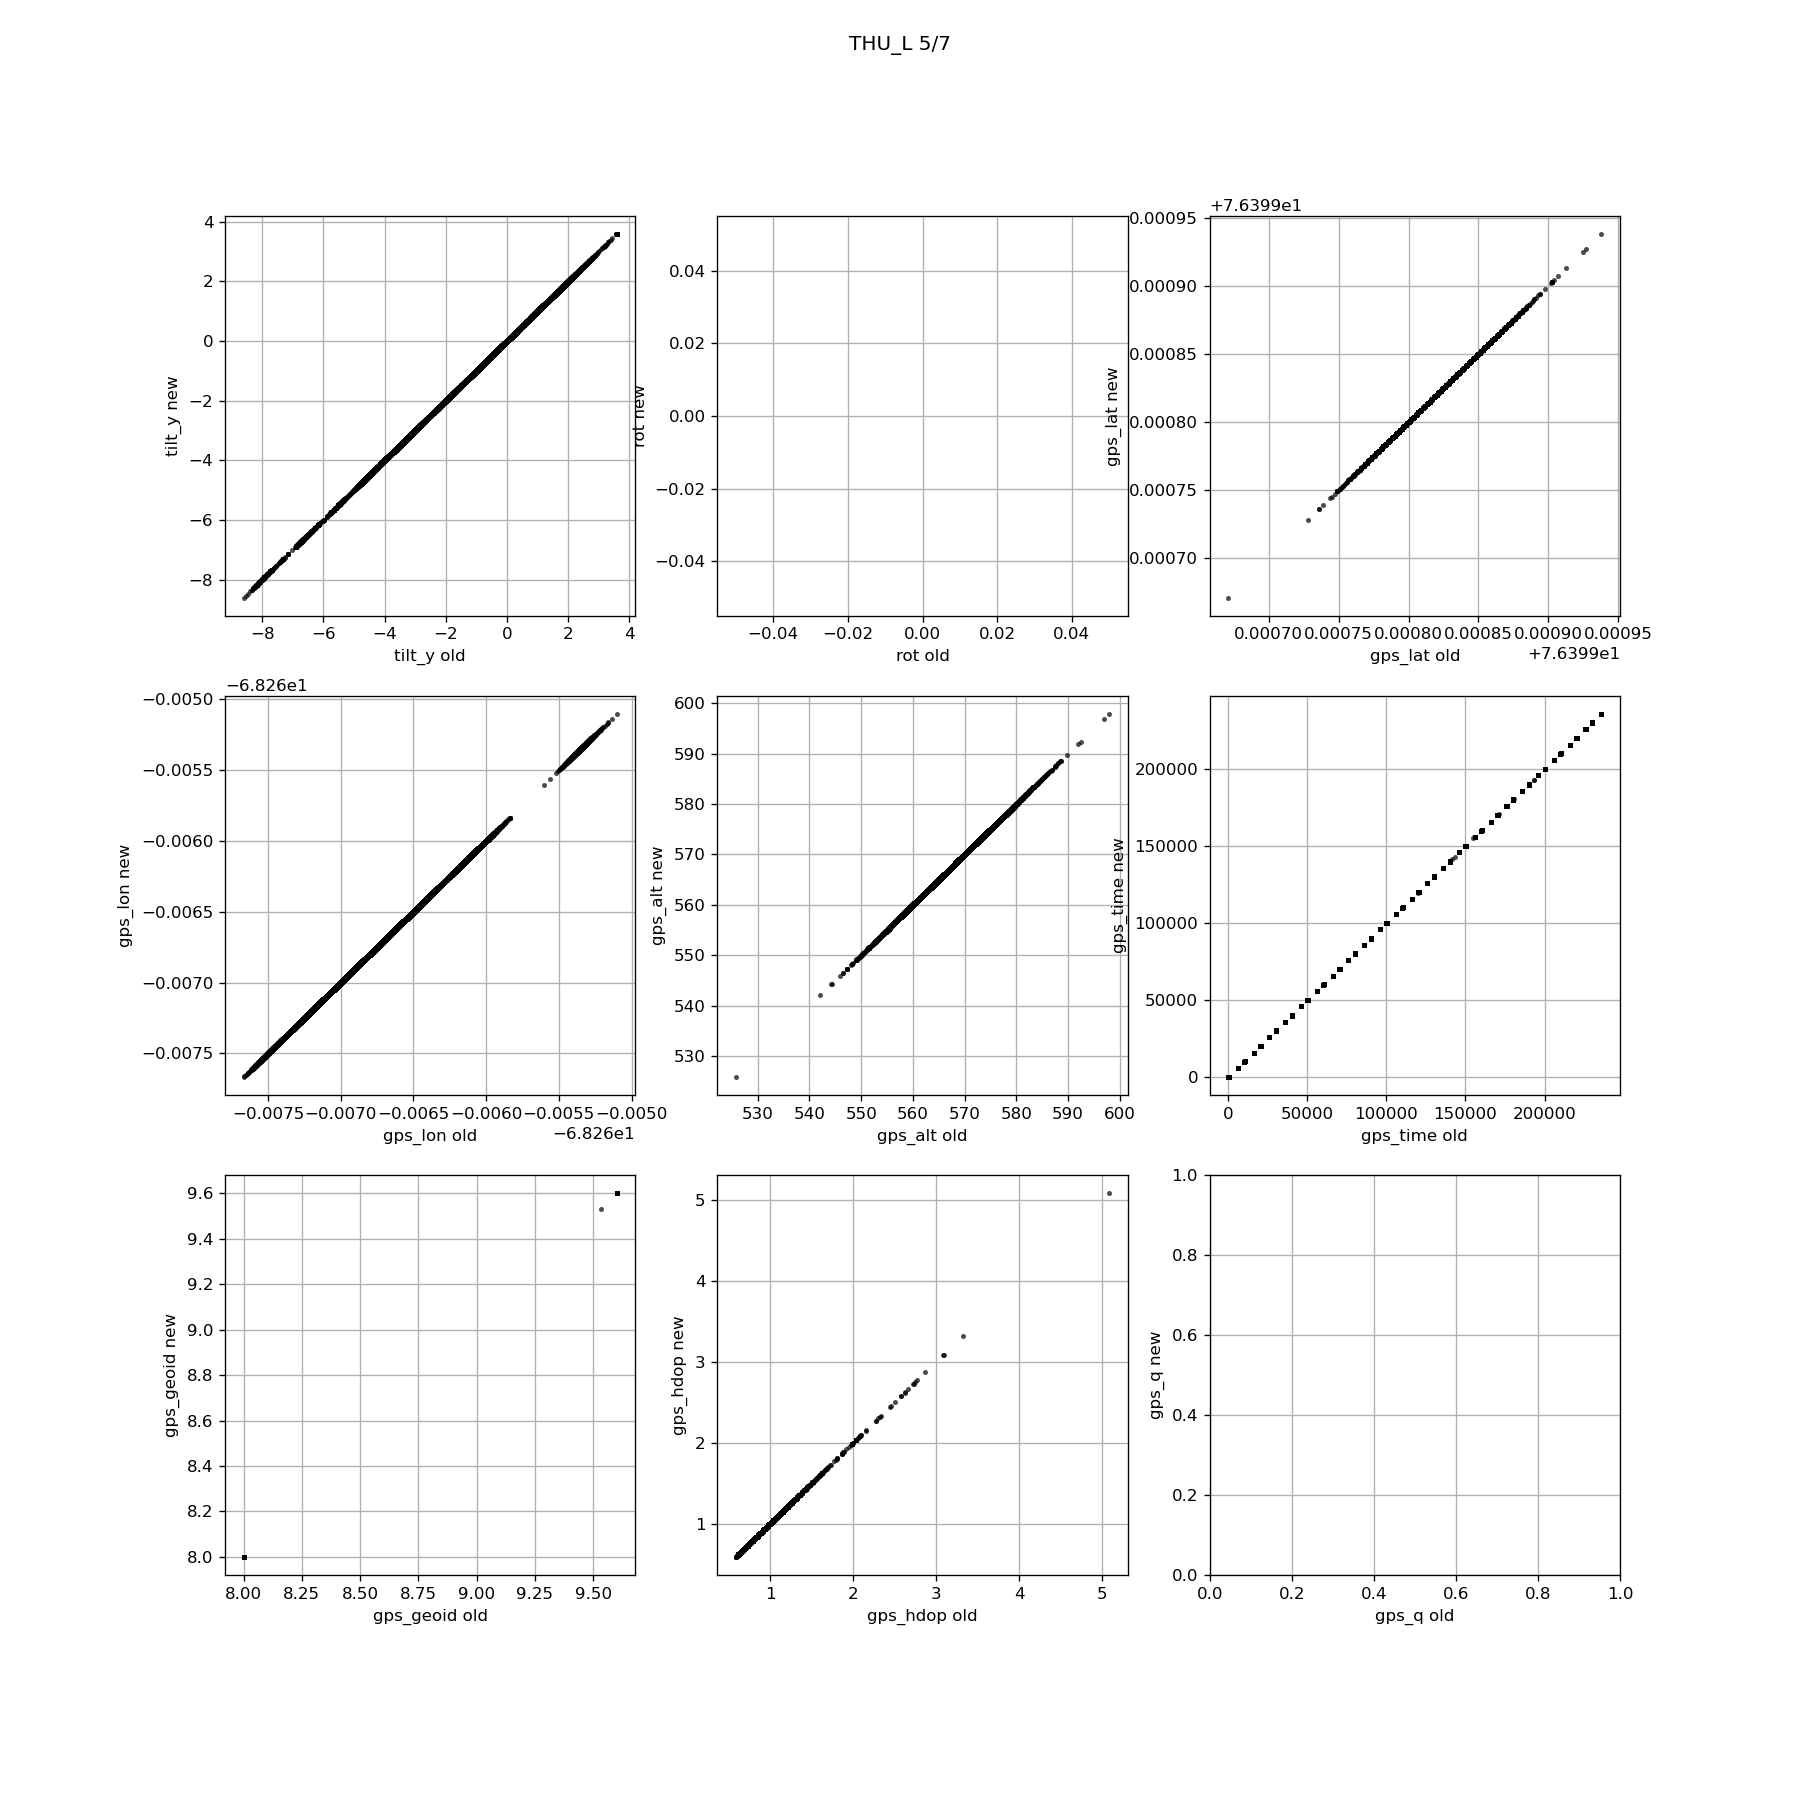 THU_L 5/7
4
2
0
−2
−4
−6
−8
tilt_y new
−8 −6 −4 −2 0 2 4
tilt_y old
0.04
0.02
0.00
−0.02
−0.04
rot new
−0.04 −0.02 0.00 0.02 0.04
rot old
+7.6399e1
0.00095
0.00090
0.00085
0.00080
0.00075
0.00070
gps_lat new
0.00070 0.00075 0.00080 0.00085 0.00090 0.00095
gps_lat old
+7.6399e1
−6.826e1
−0.0050
−0.0055
−0.0060
−0.0065
−0.0070
−0.0075
gps_lon new
−0.0075 −0.0070 −0.0065 −0.0060 −0.0055 −0.0050
gps_lon old
−6.826e1
600
590
580
570
560
550
540
530
gps_alt new
530 540 550 560 570 580 590 600
gps_alt old
200000
150000
100000
50000
0
gps_time new
0 50000 100000 150000 200000
gps_time old
9.6
9.4
9.2
9.0
8.8
8.6
8.4
8.2
8.0
gps_geoid new
8.00 8.25 8.50 8.75 9.00 9.25 9.50
gps_geoid old
5
4
3
2
1
gps_hdop new
1 2 3 4 5
gps_hdop old
1.0
0.8
0.6
0.4
0.2
0.0
gps_q new
0.0 0.2 0.4 0.6 0.8 1.0
gps_q old